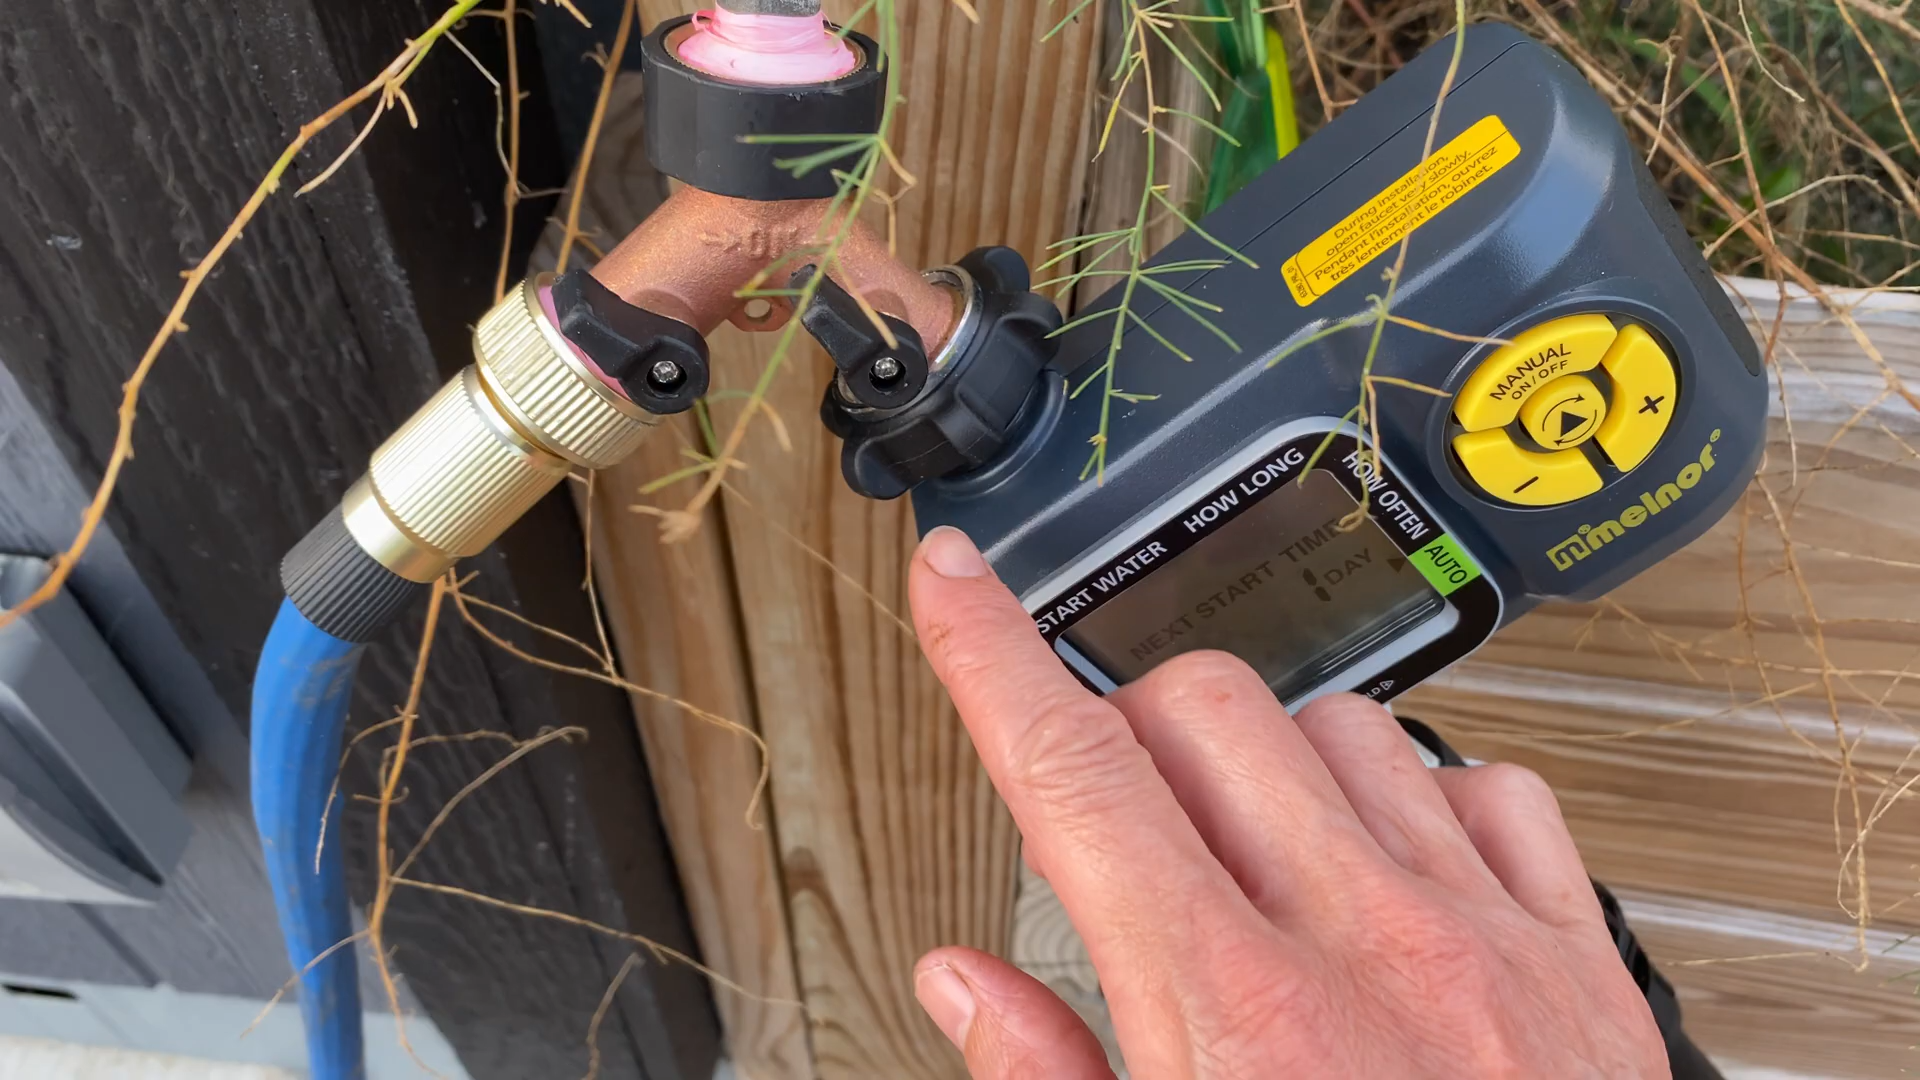 During installation,
open faucet very slowly.
Pendant l'installation, ouvrez
très lentement le robinet.
MANUAL
ON/OFF
+
-
melnor®
START WATER
HOW LONG
HOW OFTEN
AUTO
NEXT START TIME
1 DAY